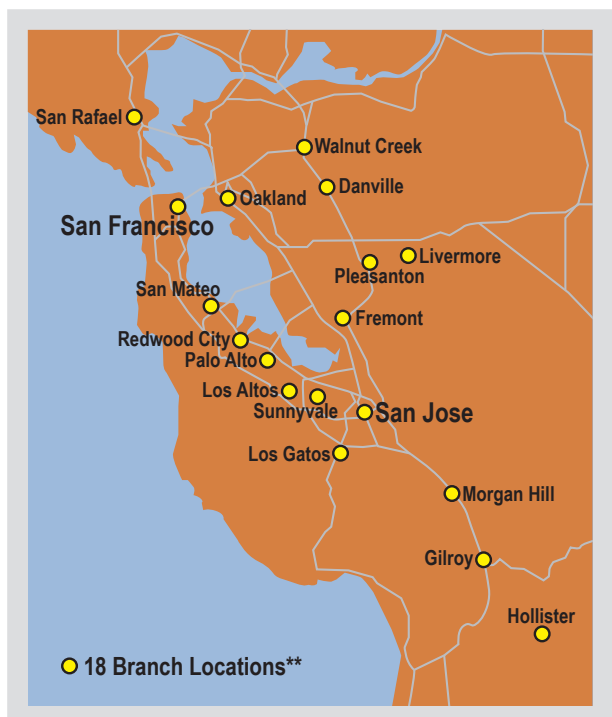 San Rafael
Walnut Creek
Danville
Oakland
San Francisco
Livermore
Pleasanton
San Mateo
Fremont
Redwood City
Palo Alto
Los Altos
Sunnyvale
San Jose
Los Gatos
Morgan Hill
Gilroy
Hollister
18 Branch Locations**